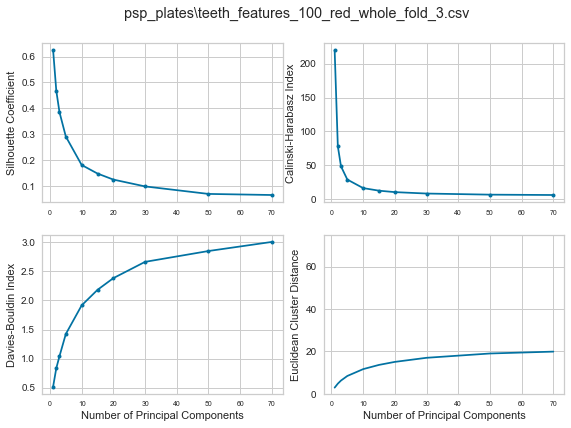 psp_plates\teeth_features_100_red_whole_fold_3.csv
Silhouette Coefficient
0.6
0.5
0.4
0.3
0.2
0.1
0 10 20 30 40 50 60 70
Calinski-Harabasz Index
200
150
100
50
0
0 10 20 30 40 50 60 70
Davies-Bouldin Index
3.0
2.5
2.0
1.5
1.0
0.5
0 10 20 30 40 50 60 70
Number of Principal Components
Euclidean Cluster Distance
60
40
20
0
0 10 20 30 40 50 60 70
Number of Principal Components